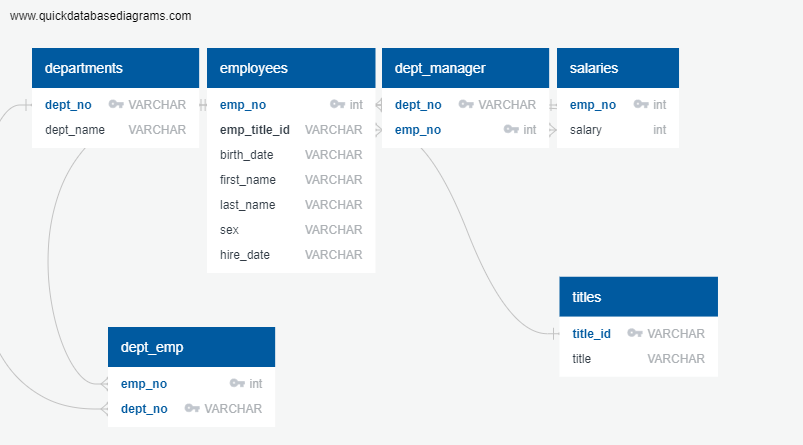 www.quickdatabasediagrams.com
departments
dept_no VARCHAR
dept_name VARCHAR
employees
emp_no int
emp_title_id VARCHAR
birth_date VARCHAR
first_name VARCHAR
last_name VARCHAR
sex VARCHAR
hire_date VARCHAR
dept_manager
dept_no VARCHAR
emp_no int
salaries
emp_no int
salary int
titles
title_id VARCHAR
title VARCHAR
dept_emp
emp_no int
dept_no VARCHAR